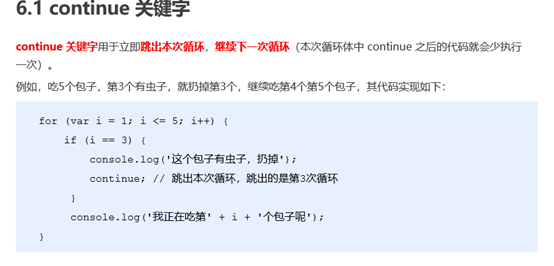 6.1 continue 关键字
continue 关键字用于立即跳出本次循环，继续下一次循环（本次循环体中 continue 之后的代码就会少执行
一次）。
例如，吃5个包子，第3个有虫子，就扔掉第3个，继续吃第4个第5个包子，其代码实现如下：
for (var i = 1; i <= 5; i++) {
    if (i == 3) {
        console.log('这个包子有虫子，扔掉');
        continue; // 跳出本次循环，跳出的是第3次循环
    }
    console.log('我正在吃第' + i + '个包子呢');
}